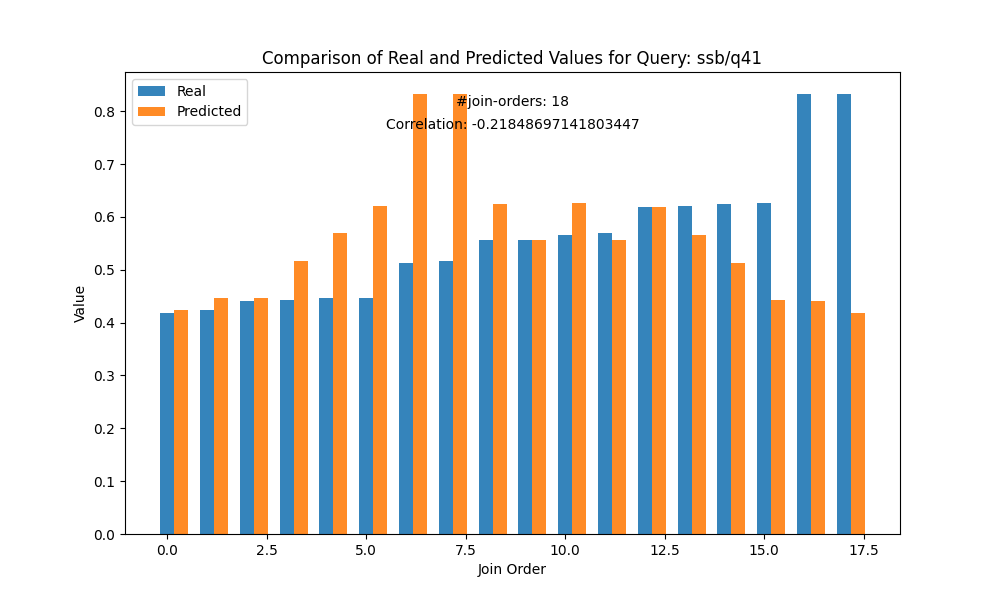 Comparison of Real and Predicted Values for Query: ssb/q41
Real
Predicted
#join-orders: 18
Correlation: -0.21848697141803447
Value
0.8
0.7
0.6
0.5
0.4
0.3
0.2
0.1
0.0
0.0 2.5 5.0 7.5 10.0 12.5 15.0 17.5
Join Order